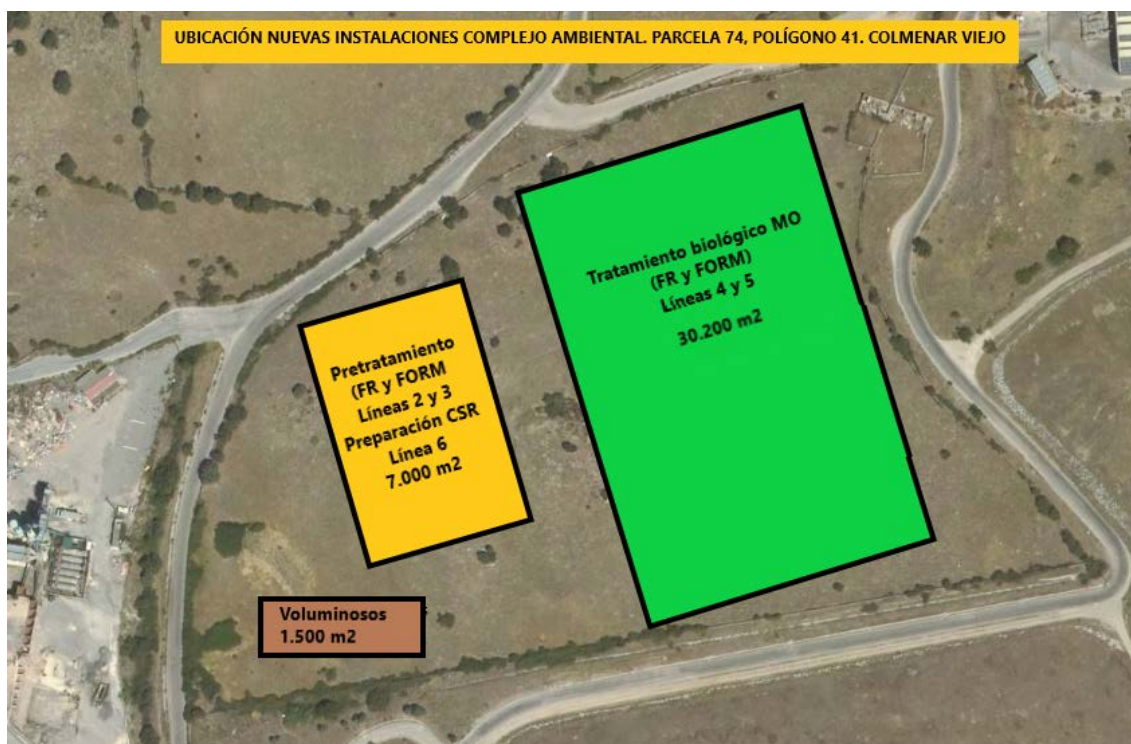 UBICACIÓN NUEVAS INSTALACIONES COMPLEJO AMBIENTAL. PARCELA 74, POLÍGONO 41. COLMENAR VIEJO
Pretratamiento
(FR y FORM
Líneas 2 y 3
Preparación CSR
Línea 6
7.000 m2
Tratamiento biológico MO
(FR y FORM)
Líneas 4 y 5
30.200 m2
Voluminosos
1.500 m2